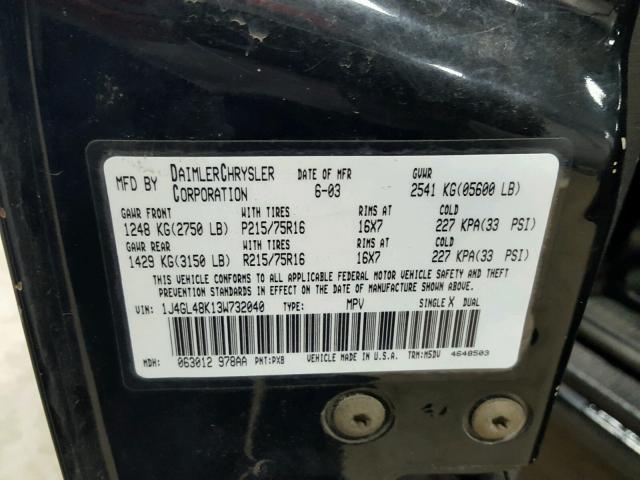 MFD BY DAIMLERCHRYSLER CORPORATION DATE OF MFR 6-03 GVWR 2541 KG(05600 LB)
GAWR FRONT WITH TIRES RIMS AT COLD
1248 KG(2750 LB) P215/75R16 16X7 227 KPA(33 PSI)
GAWR REAR WITH TIRES RIMS AT COLD
1429 KG(3150 LB) R215/75R16 16X7 227 KPA(33 PSI)
THIS VEHICLE CONFORMS TO ALL APPLICABLE FEDERAL MOTOR VEHICLE SAFETY AND THEFT
PREVENTION STANDARDS IN EFFECT ON THE DATE OF MANUFACTURE SHOWN ABOVE.
VIN: 1J4GL48K13W732040 TYPE: MPV SINGLE X DUAL
MDH: 063012 978AA PNT:PXB VEHICLE MADE IN U.S.A. TRM:M5DV 4648503